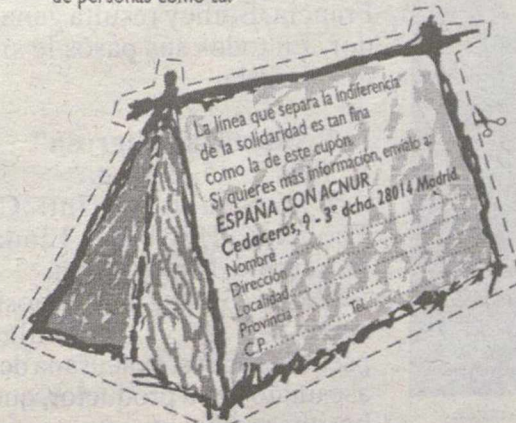 de personas como tú.
La línea que separa la indiferencia
de la solidaridad es tan fina
como la de este cupón.
Si quieres más información, envíalo a:
ESPAÑA CON ACNUR
Cedaceros, 9 - 3º dcha. 28014 Madrid.
Nombre
Dirección
Localidad
Provincia
C.P. Telf.